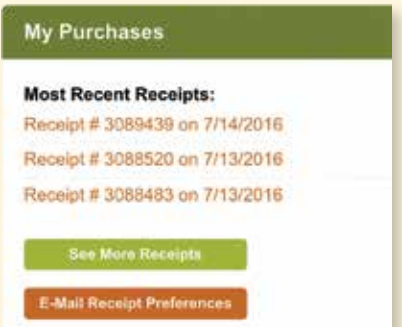 My Purchases
Most Recent Receipts:
Receipt # 3089439 on 7/14/2016
Receipt # 3088520 on 7/13/2016
Receipt # 3088483 on 7/13/2016
See More Receipts
E-Mail Receipt Preferences